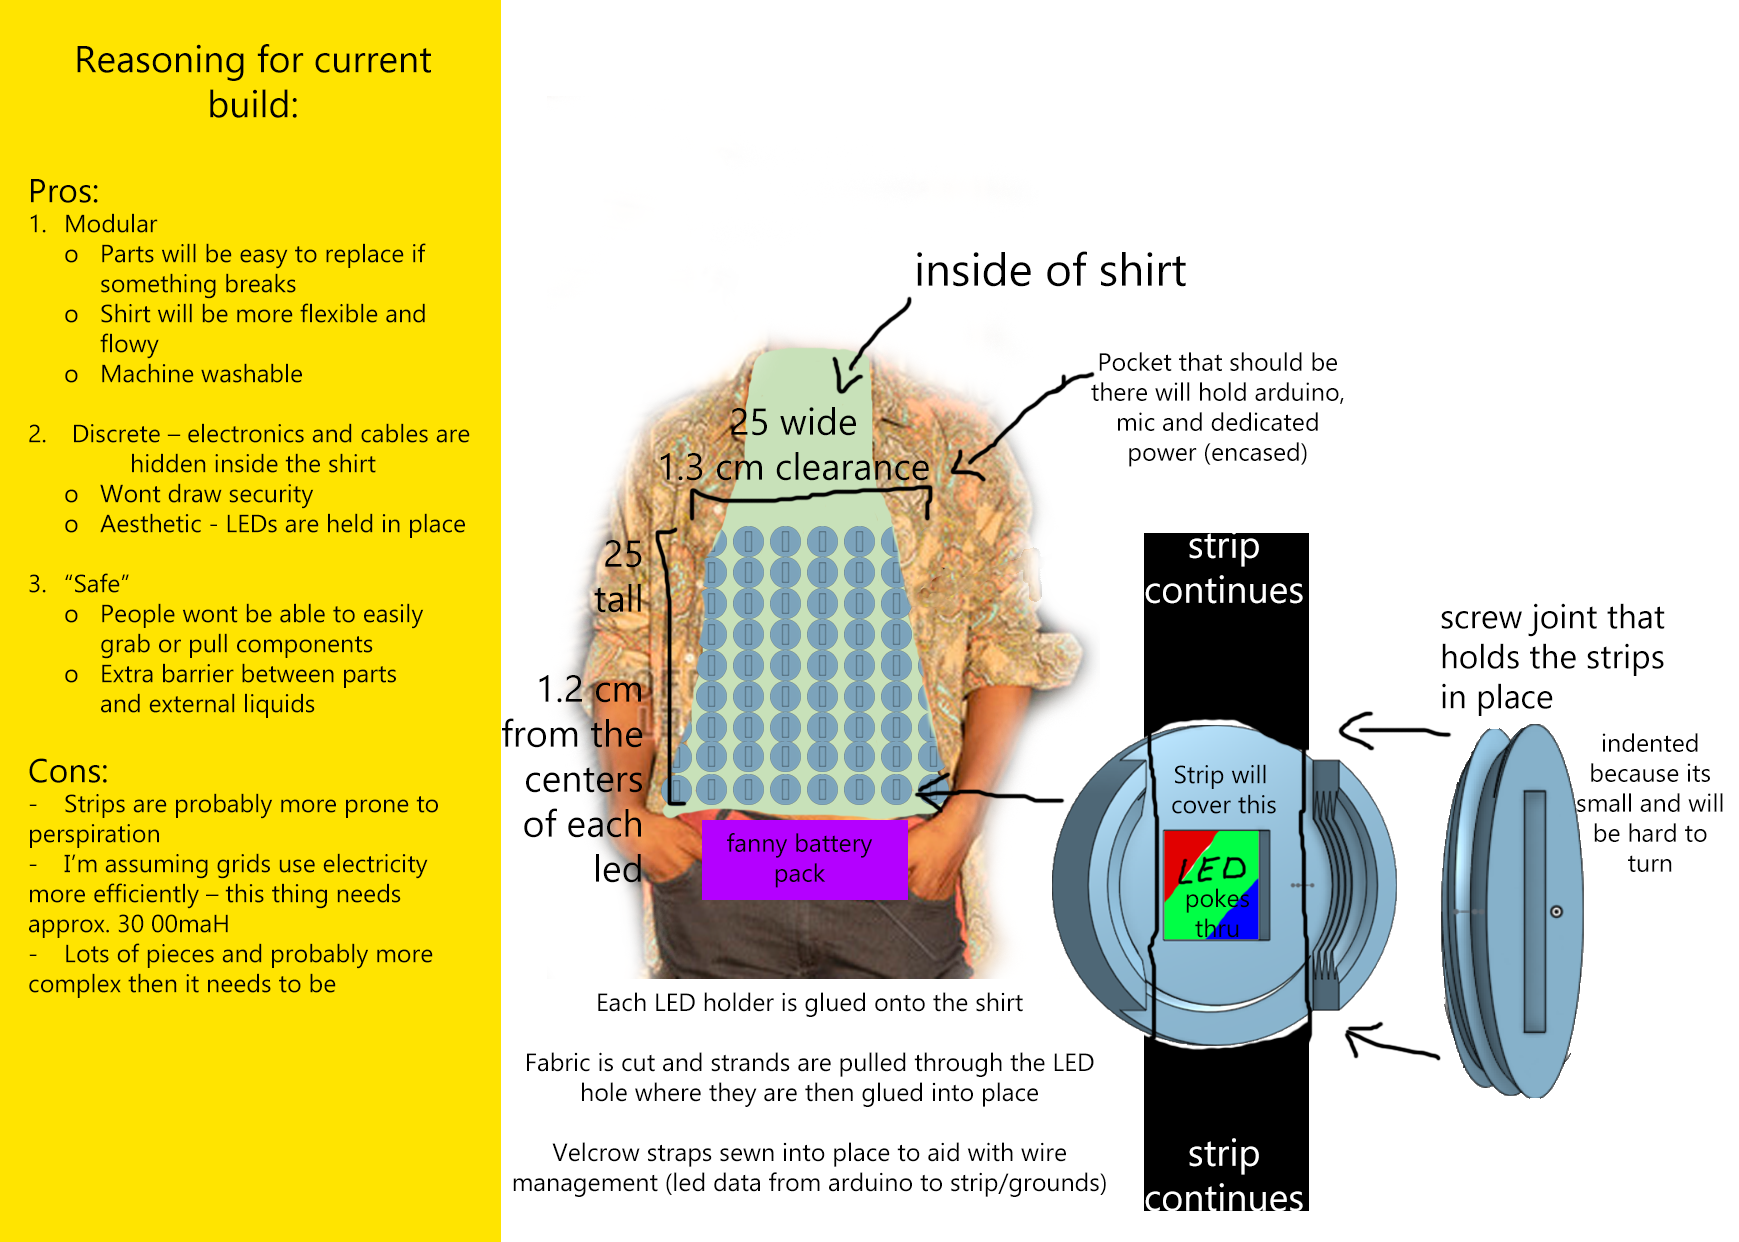 Reasoning for current
build:
Pros:
1. Modular
o Parts will be easy to replace if
something breaks
o Shirt will be more flexible and
flowy
o Machine washable
2. Discrete – electronics and cables are
hidden inside the shirt
o Wont draw security
o Aesthetic - LEDs are held in place
3. “Safe”
o People wont be able to easily
grab or pull components
o Extra barrier between parts
and external liquids
Cons:
- Strips are probably more prone to
perspiration
- I’m assuming grids use electricity
more efficiently – this thing needs
approx. 30 00maH
- Lots of pieces and probably more
complex then it needs to be
inside of shirt
Pocket that should be
there will hold arduino,
mic and dedicated
power (encased)
25 wide
1.3 cm clearance
25
tall
1.2 cm
from the
centers
of each
led
fanny battery
pack
Each LED holder is glued onto the shirt
Fabric is cut and strands are pulled through the LED
hole where they are then glued into place
Velcrow straps sewn into place to aid with wire
management (led data from arduino to strip/grounds)
strip
continues
Strip will
cover this
LED
pokes
thru
strip
continues
screw joint that
holds the strips
in place
indented
because its
small and will
be hard to
turn